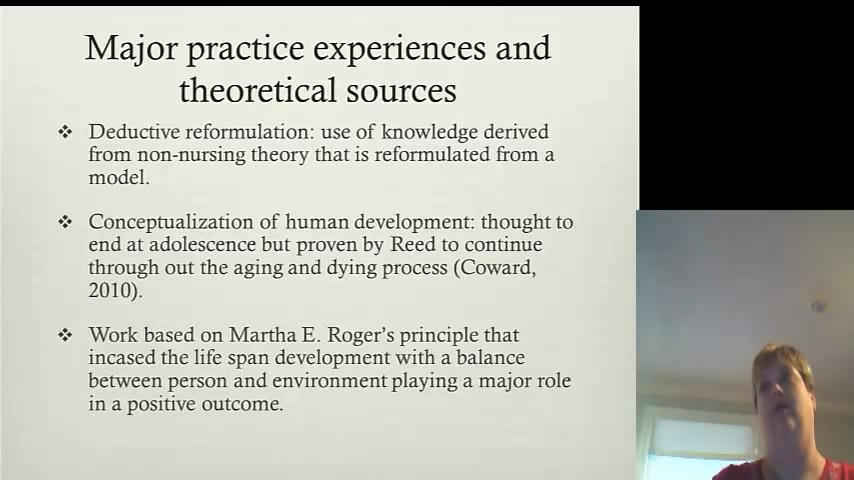 Major practice experiences and
theoretical sources
❖ Deductive reformulation: use of knowledge derived
from non-nursing theory that is reformulated from a
model.
❖ Conceptualization of human development: thought to
end at adolescence but proven by Reed to continue
through out the aging and dying process (Coward,
2010).
❖ Work based on Martha E. Roger's principle that
incased the life span development with a balance
between person and environment playing a major role
in a positive outcome.